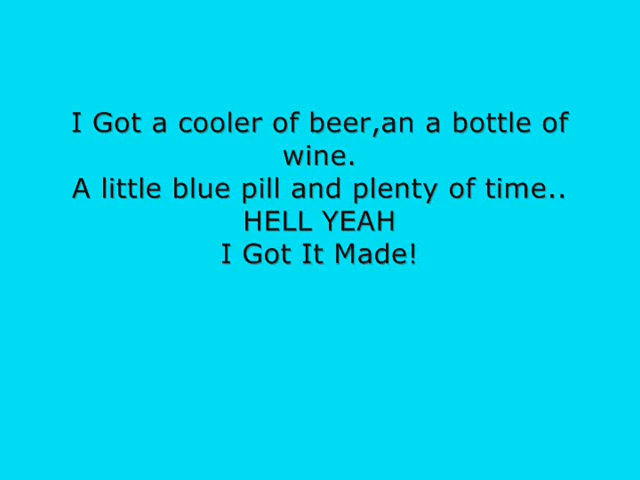 I Got a cooler of beer,an a bottle of
wine.
A little blue pill and plenty of time..
HELL YEAH
I Got It Made!